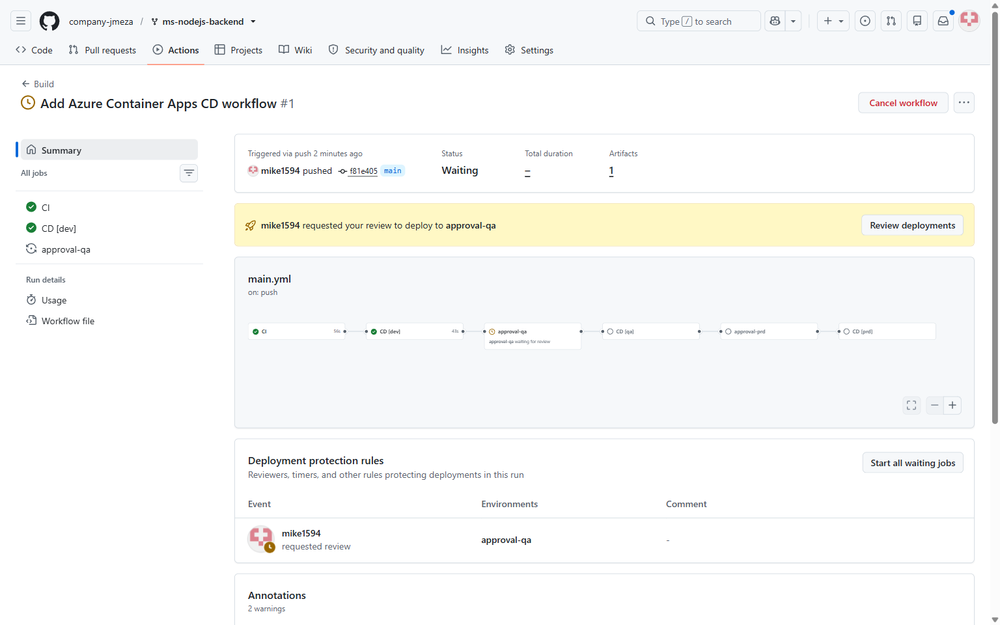 company-jmeza / ms-nodejs-backend
Type / to search
Code
Pull requests
Actions
Projects
Wiki
Security and quality
Insights
Settings
Build
Add Azure Container Apps CD workflow #1
Cancel workflow
Summary
All jobs
CI
CD [dev]
approval-qa
Run details
Usage
Workflow file
Triggered via push 2 minutes ago
mike1594 pushed f81e405 main
Status
Waiting
Total duration
–
Artifacts
1
mike1594 requested your review to deploy to approval-qa
Review deployments
main.yml
on: push
CI 56s
CD [dev] 43s
approval-qa
approval-qa waiting for review
CD [qa]
approval-prd
CD [prd]
Deployment protection rules
Reviewers, timers, and other rules protecting deployments in this run
Start all waiting jobs
Event Environments Comment
mike1594
requested review
approval-qa
-
Annotations
2 warnings